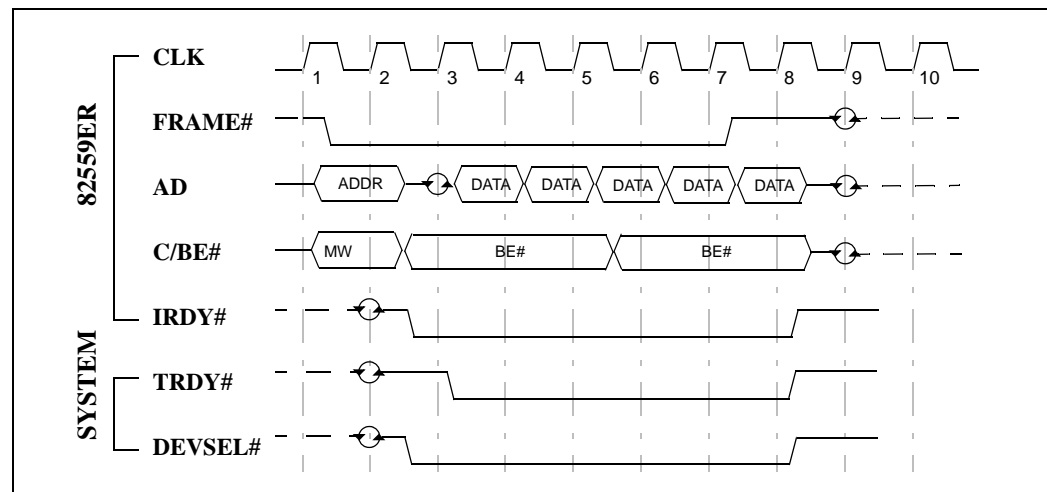 CLK
1 2 3 4 5 6 7 8 9 10
82559ER
FRAME#
AD
ADDR DATA DATA DATA DATA DATA
C/BE#
MW BE# BE#
IRDY#
SYSTEM
TRDY#
DEVSEL#